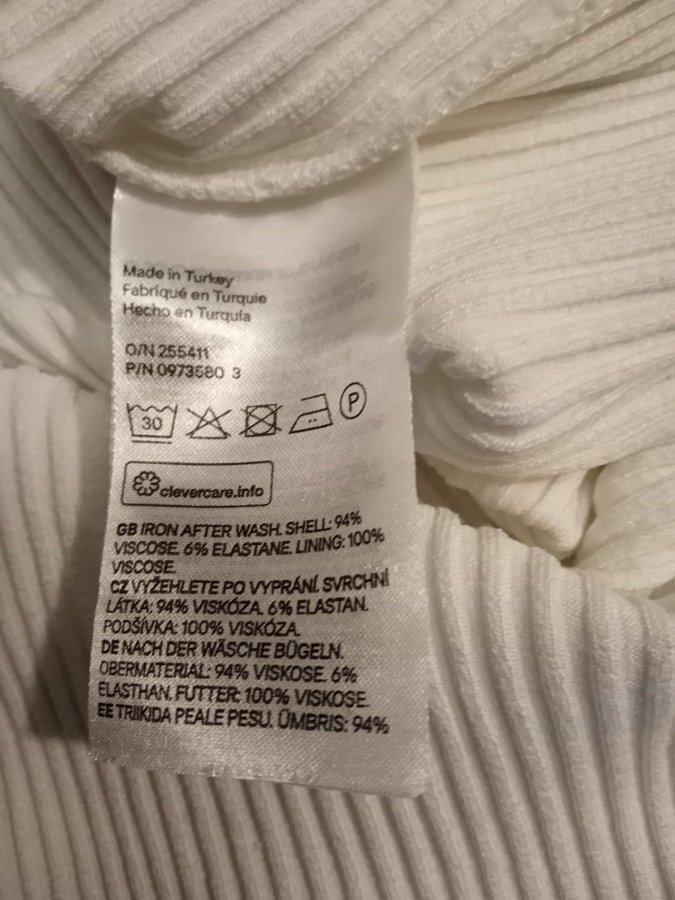 Made in Turkey
Fabriqué en Turquie
Hecho en Turquía
O/N 255411
P/N 0973580 3
30
P
clevercare.info
GB IRON AFTER WASH. SHELL: 94%
VISCOSE. 6% ELASTANE. LINING: 100%
VISCOSE.
CZ VYŽEHLETE PO VYPRÁNÍ. SVRCHNÍ
LÁTKA: 94% VISKÓZA. 6% ELASTAN.
PODŠÍVKA: 100% VISKÓZA.
DE NACH DER WÄSCHE BÜGELN.
OBERMATERIAL: 94% VISKOSE. 6%
ELASTHAN. FUTTER: 100% VISKOSE.
EE TRIIKIDA PEALE PESU. ÜMBRIS: 94%